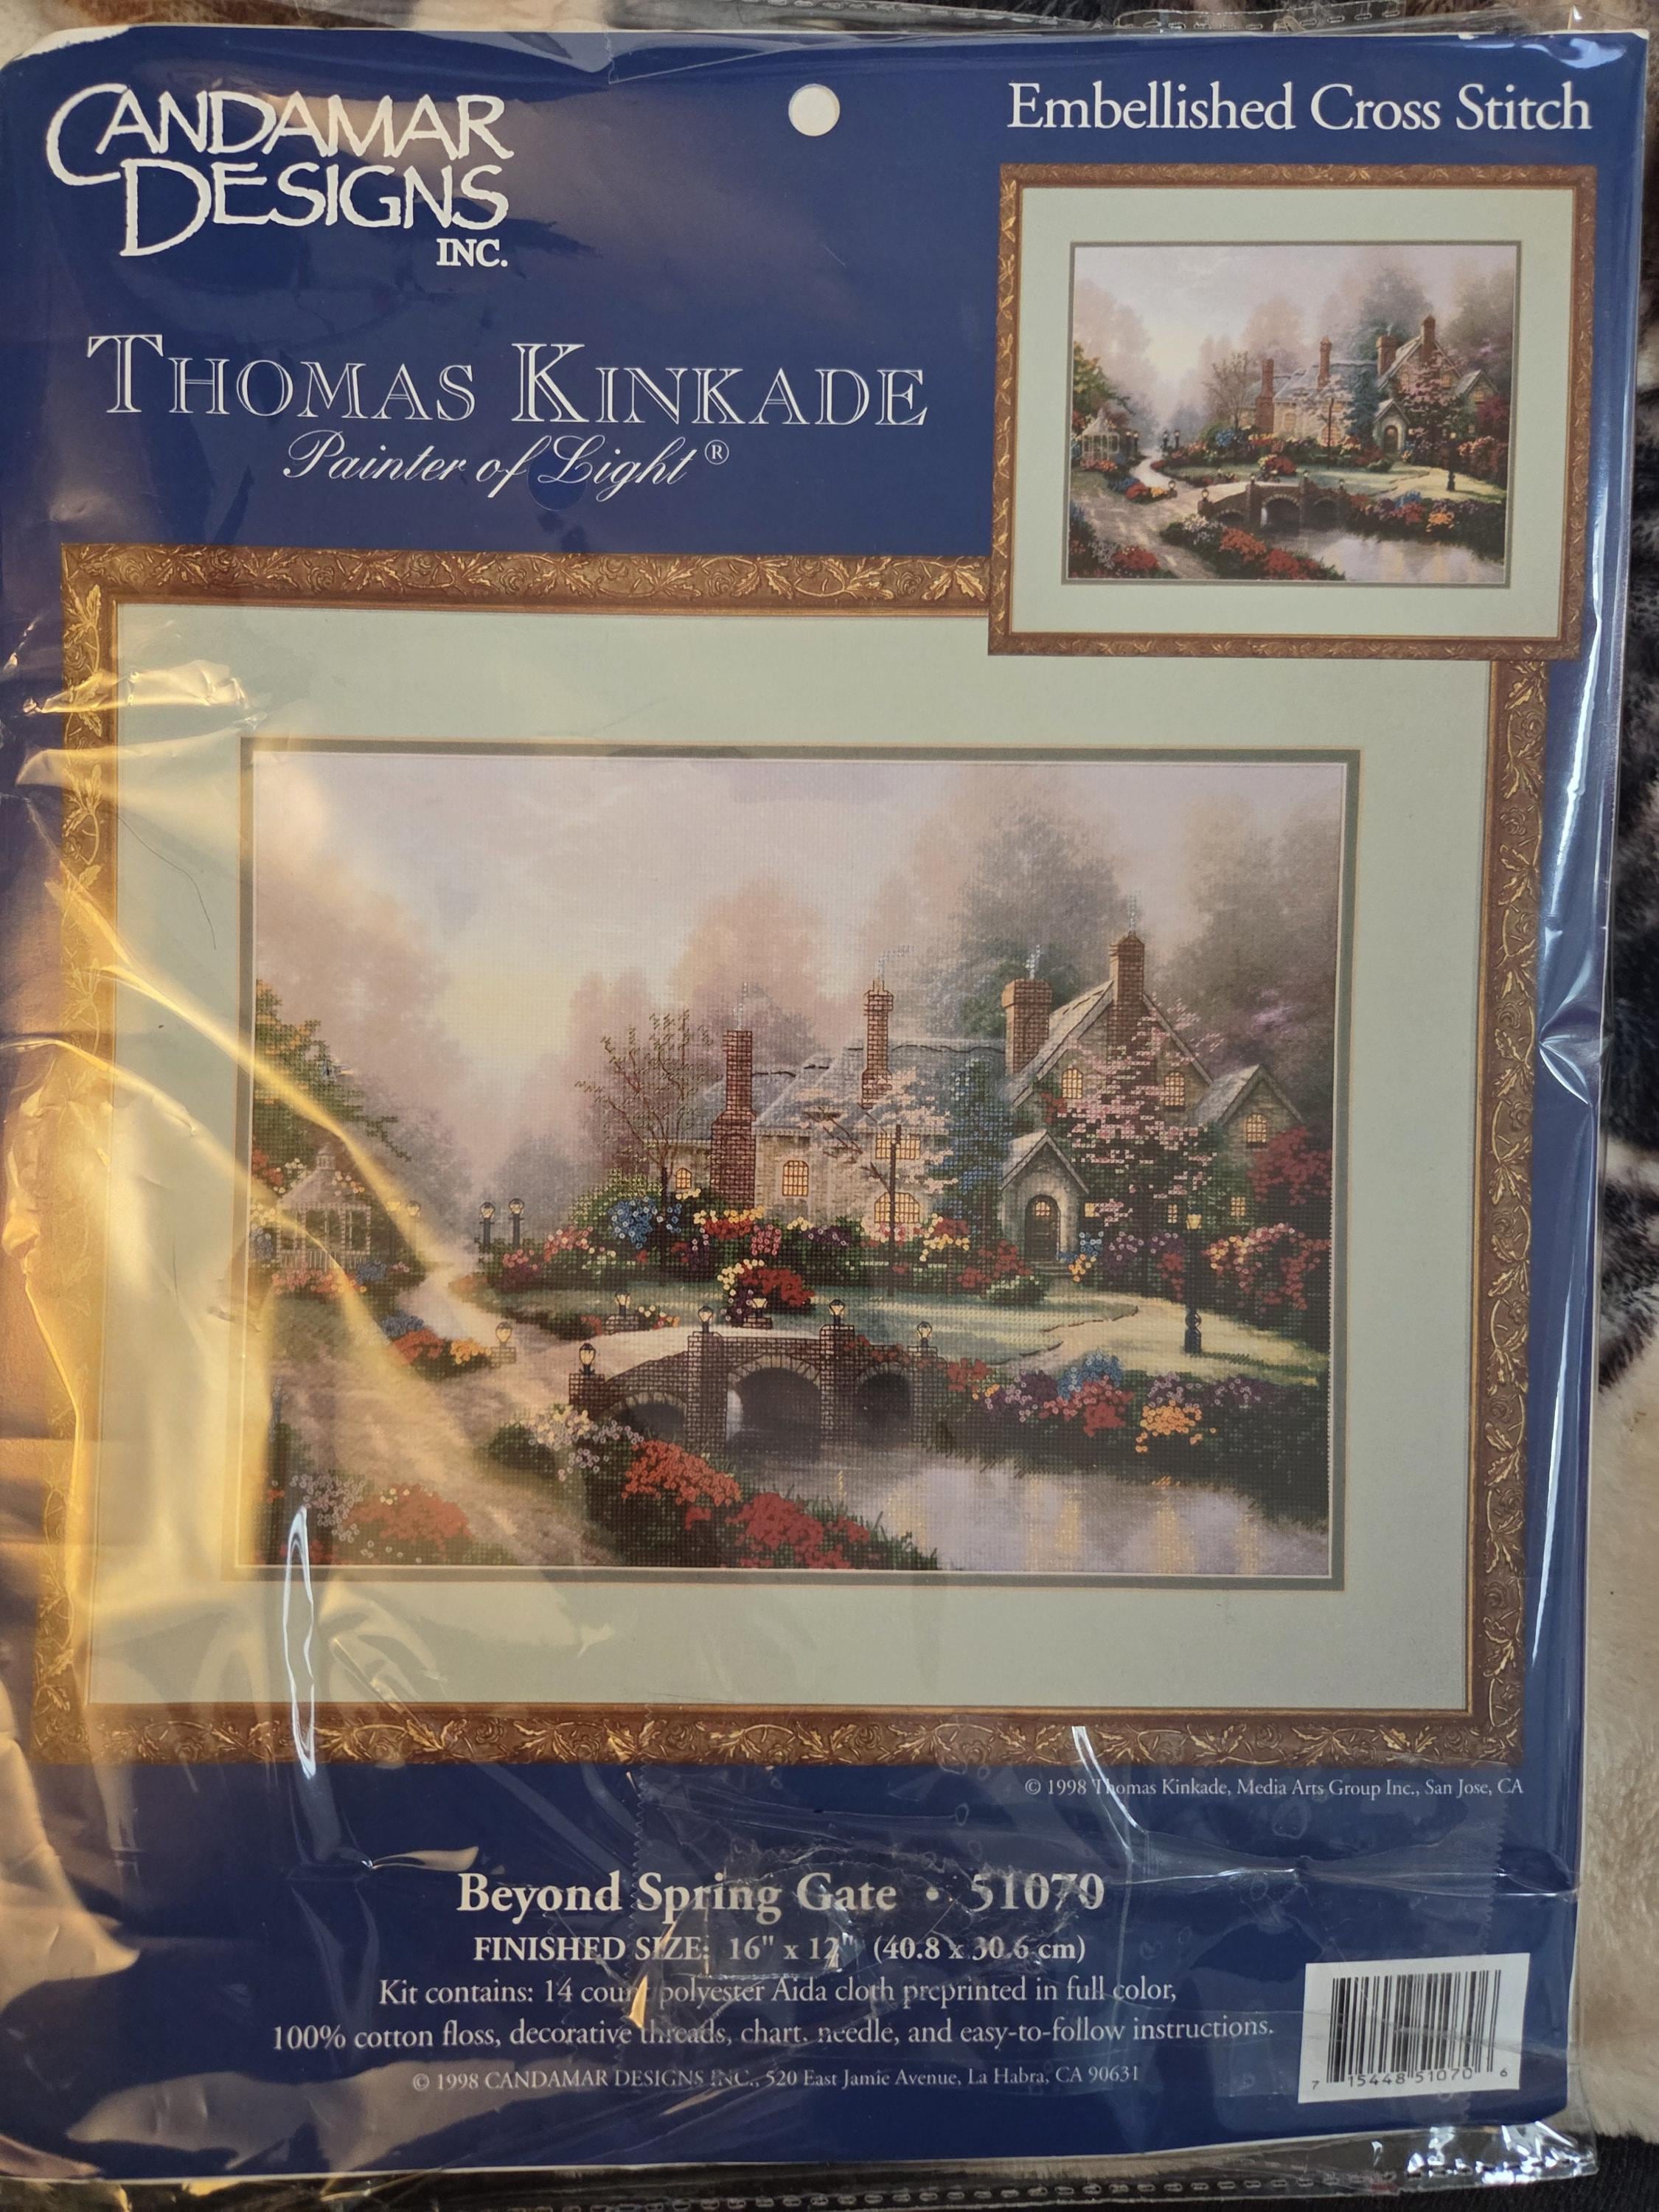 CANDAMAR
DESIGNS
INC.
Embellished Cross Stitch
THOMAS KINKADE
Painter of Light®
© 1998 Thomas Kinkade, Media Arts Group Inc., San Jose, CA
Beyond Spring Gate • 51070
FINISHED SIZE: 16" x 12" (40.8 x 30.6 cm)
Kit contains: 14 count polyester Aida cloth preprinted in full color,
100% cotton floss, decorative threads, chart, needle, and easy-to-follow instructions.
© 1998 CANDAMAR DESIGNS INC., 520 East Jamie Avenue, La Habra, CA 90631
7 15448 51070 6